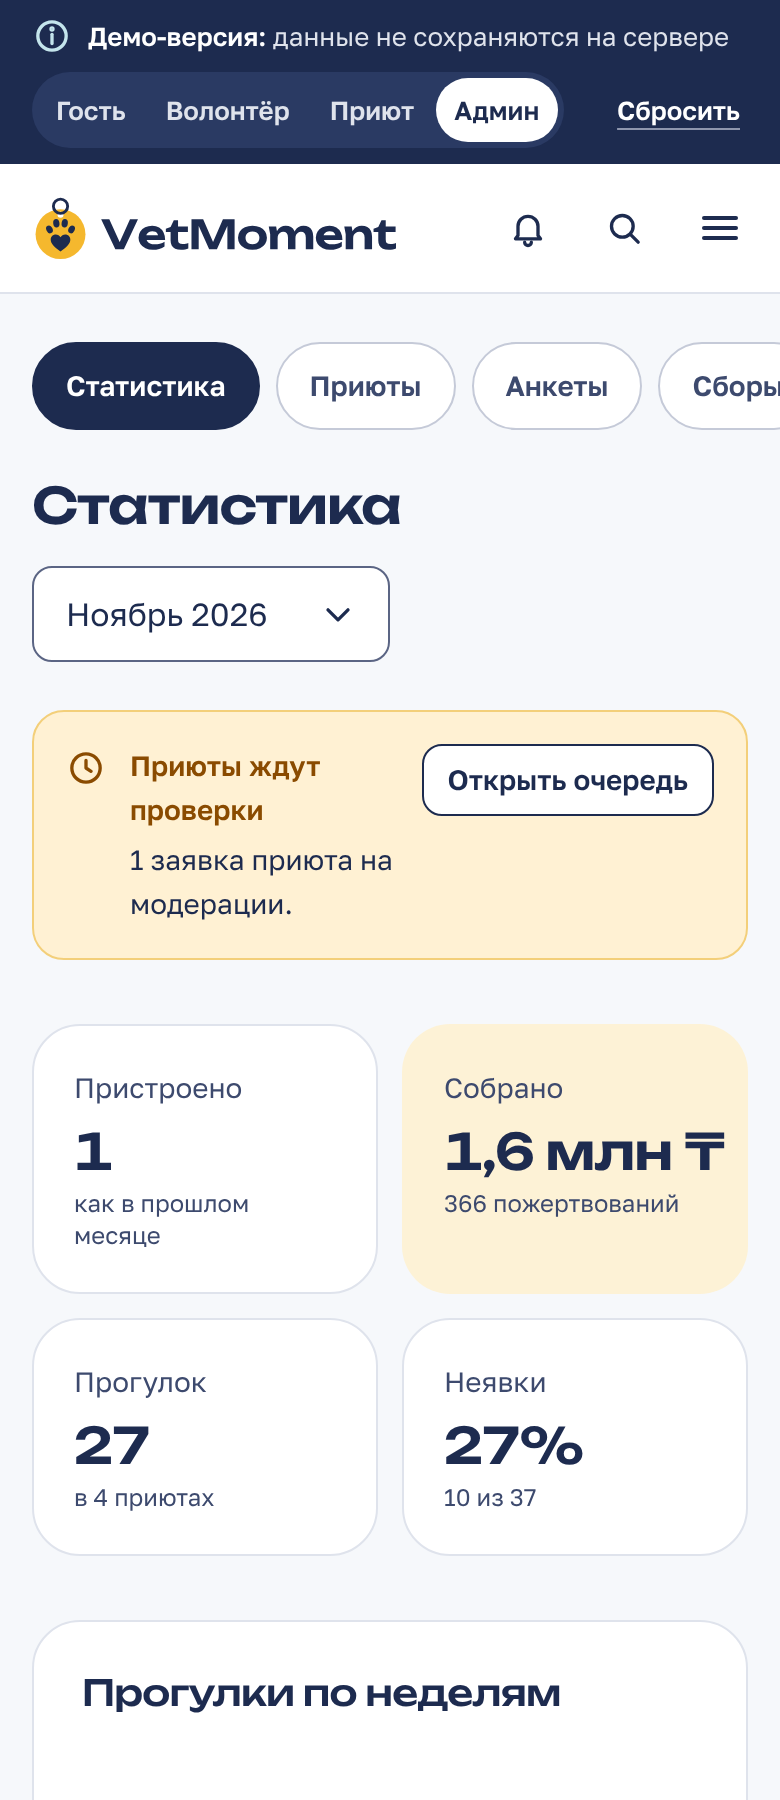 Демо-версия: данные не сохраняются на сервере
Гость Волонтёр Приют Админ Сбросить
VetMoment
Статистика Приюты Анкеты Сборы
Статистика
Ноябрь 2026
Приюты ждут
проверки
Открыть очередь
1 заявка приюта на
модерации.
Пристроено
1
как в прошлом
месяце
Собрано
1,6 млн ₸
366 пожертвований
Прогулок
27
в 4 приютах
Неявки
27%
10 из 37
Прогулки по неделям